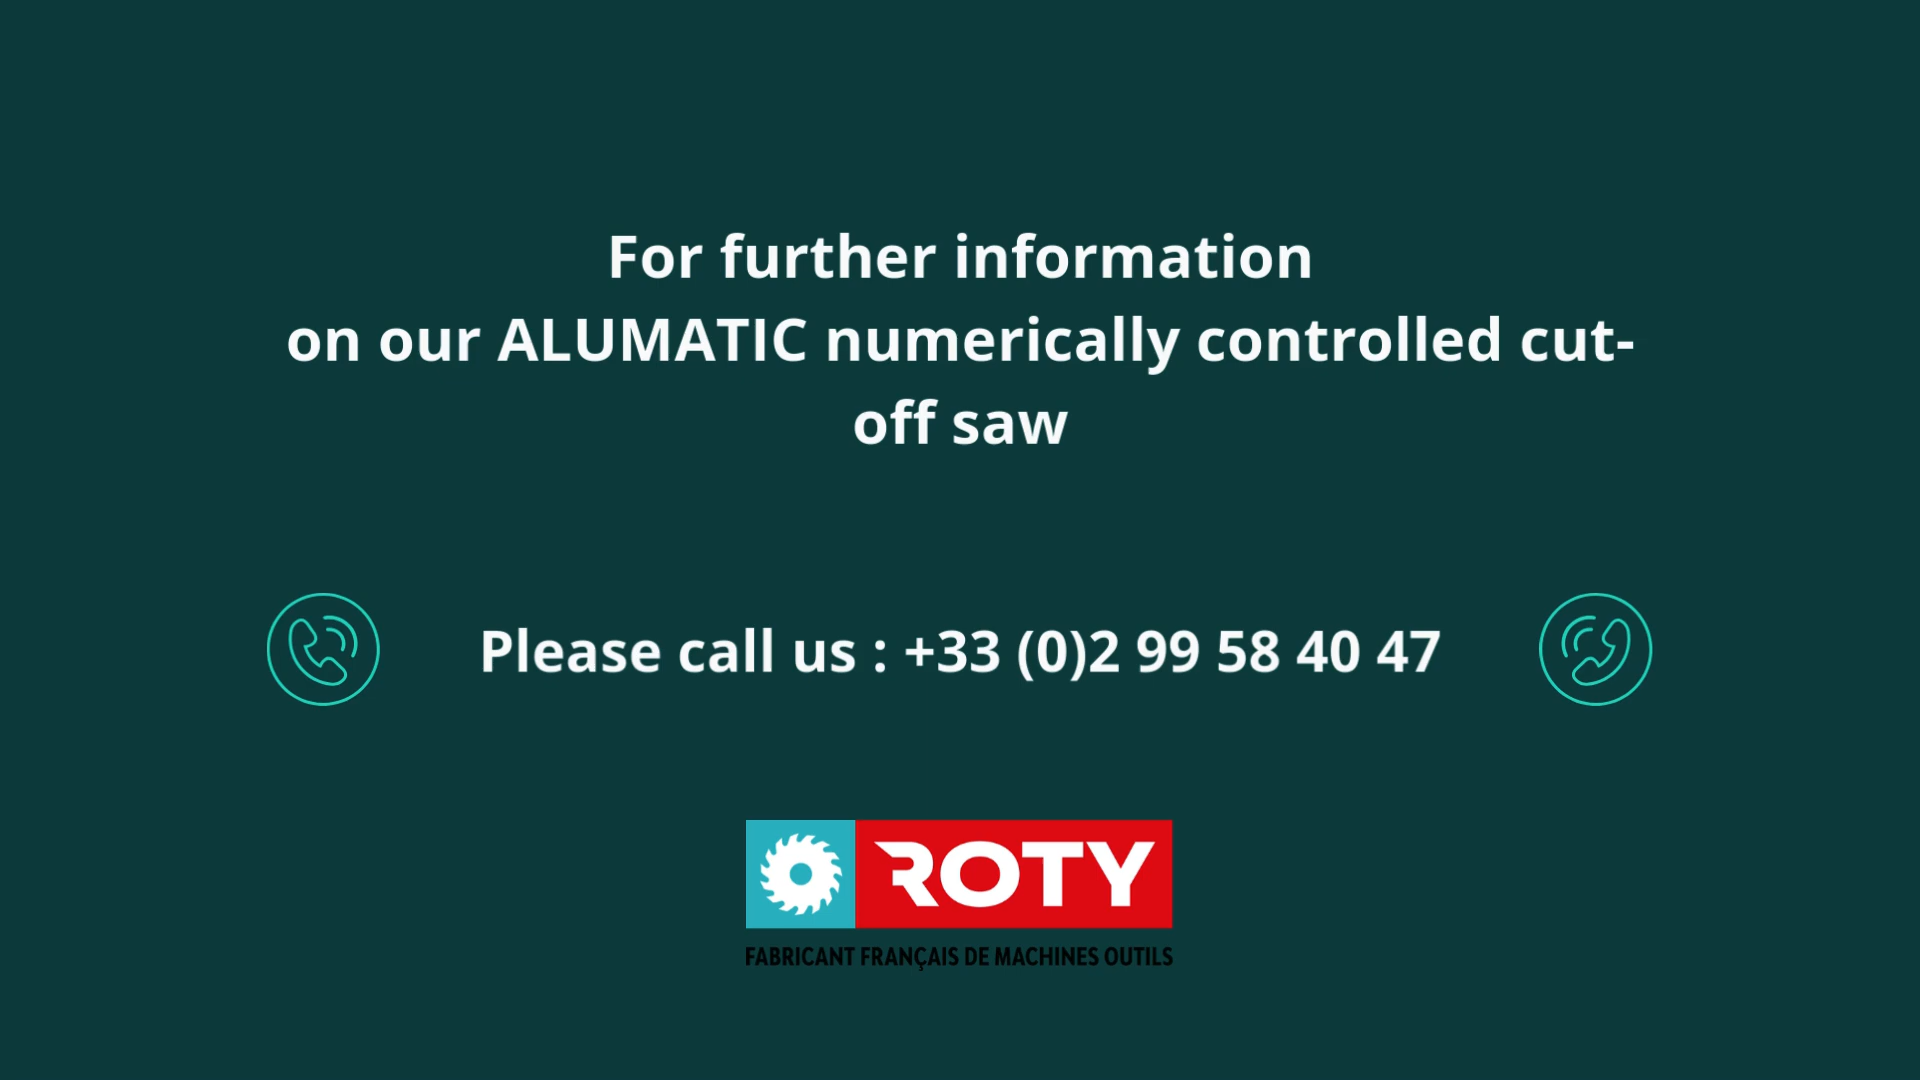 For further information
on our ALUMATIC numerically controlled cut-
off saw
Please call us : +33 (0)2 99 58 40 47
ROTY
FABRICANT FRANÇAIS DE MACHINES OUTILS